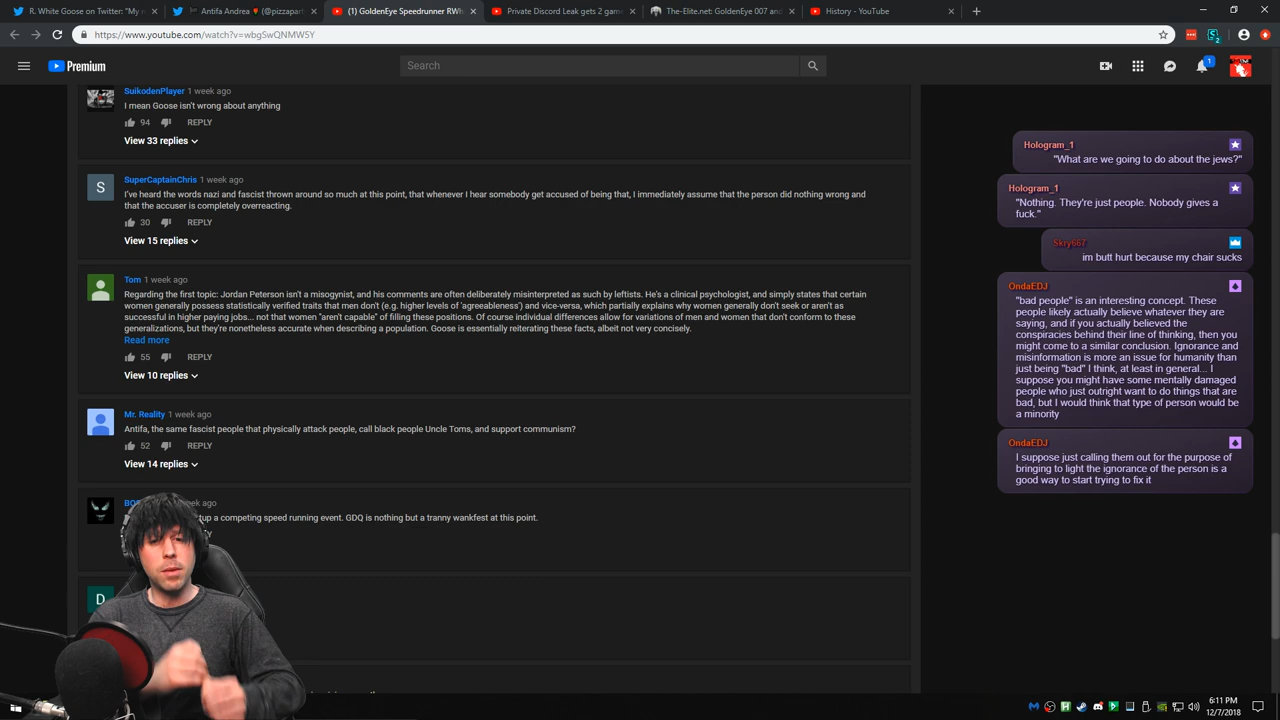 R. White Goose on Twitter: "My n
Antifa Andrea (@pizzaparty
(1) GoldenEye Speedrunner RWh
Private Discord Leak gets 2 game
The-Elite.net: GoldenEye 007 and
History - YouTube
https://www.youtube.com/watch?v=wbgSwQNMW5Y
Premium
Search
1
SuikodenPlayer 1 week ago
I mean Goose isn't wrong about anything
94 REPLY
View 33 replies
S
SuperCaptainChris 1 week ago
I've heard the words nazi and fascist thrown around so much at this point, that whenever I hear somebody get accused of being that, I immediately assume that the person did nothing wrong and
that the accuser is completely overreacting.
30 REPLY
View 15 replies
Tom 1 week ago
Regarding the first topic: Jordan Peterson isn't a misogynist, and his comments are often deliberately misinterpreted as such by leftists. He's a clinical psychologist, and simply states that certain
women generally possess statistically verified traits that men don't (e.g. higher levels of 'agreeableness') and vice-versa, which partially explains why women generally don't seek or aren't as
successful in higher paying jobs... not that women "aren't capable" of filling these positions. Of course individual differences allow for variations of men and women that don't conform to these
generalizations, but they're nonetheless accurate when describing a population. Goose is essentially reiterating these facts, albeit not very concisely.
Read more
55 REPLY
View 10 replies
Mr. Reality 1 week ago
Antifa, the same fascist people that physically attack people, call black people Uncle Toms, and support communism?
52 REPLY
View 14 replies
week ago
tup a competing speed running event. GDQ is nothing but a tranny wankfest at this point.
D
Hologram_1
"What are we going to do about the jews?"
Hologram_1
"Nothing. They're just people. Nobody gives a
fuck."
Skry667
im butt hurt because my chair sucks
OndaEDJ
"bad people" is an interesting concept. These
people likely actually believe whatever they are
saying, and if you actually believed the
conspiracies behind their line of thinking, then you
might come to a similar conclusion. Ignorance and
misinformation is more an issue for humanity than
just being "bad" I think, at least in general... I
suppose you might have some mentally damaged
people who just outright want to do things that are
bad, but I would think that type of person would be
a minority
OndaEDJ
I suppose just calling them out for the purpose of
bringing to light the ignorance of the person is a
good way to start trying to fix it
6:11 PM
12/7/2018